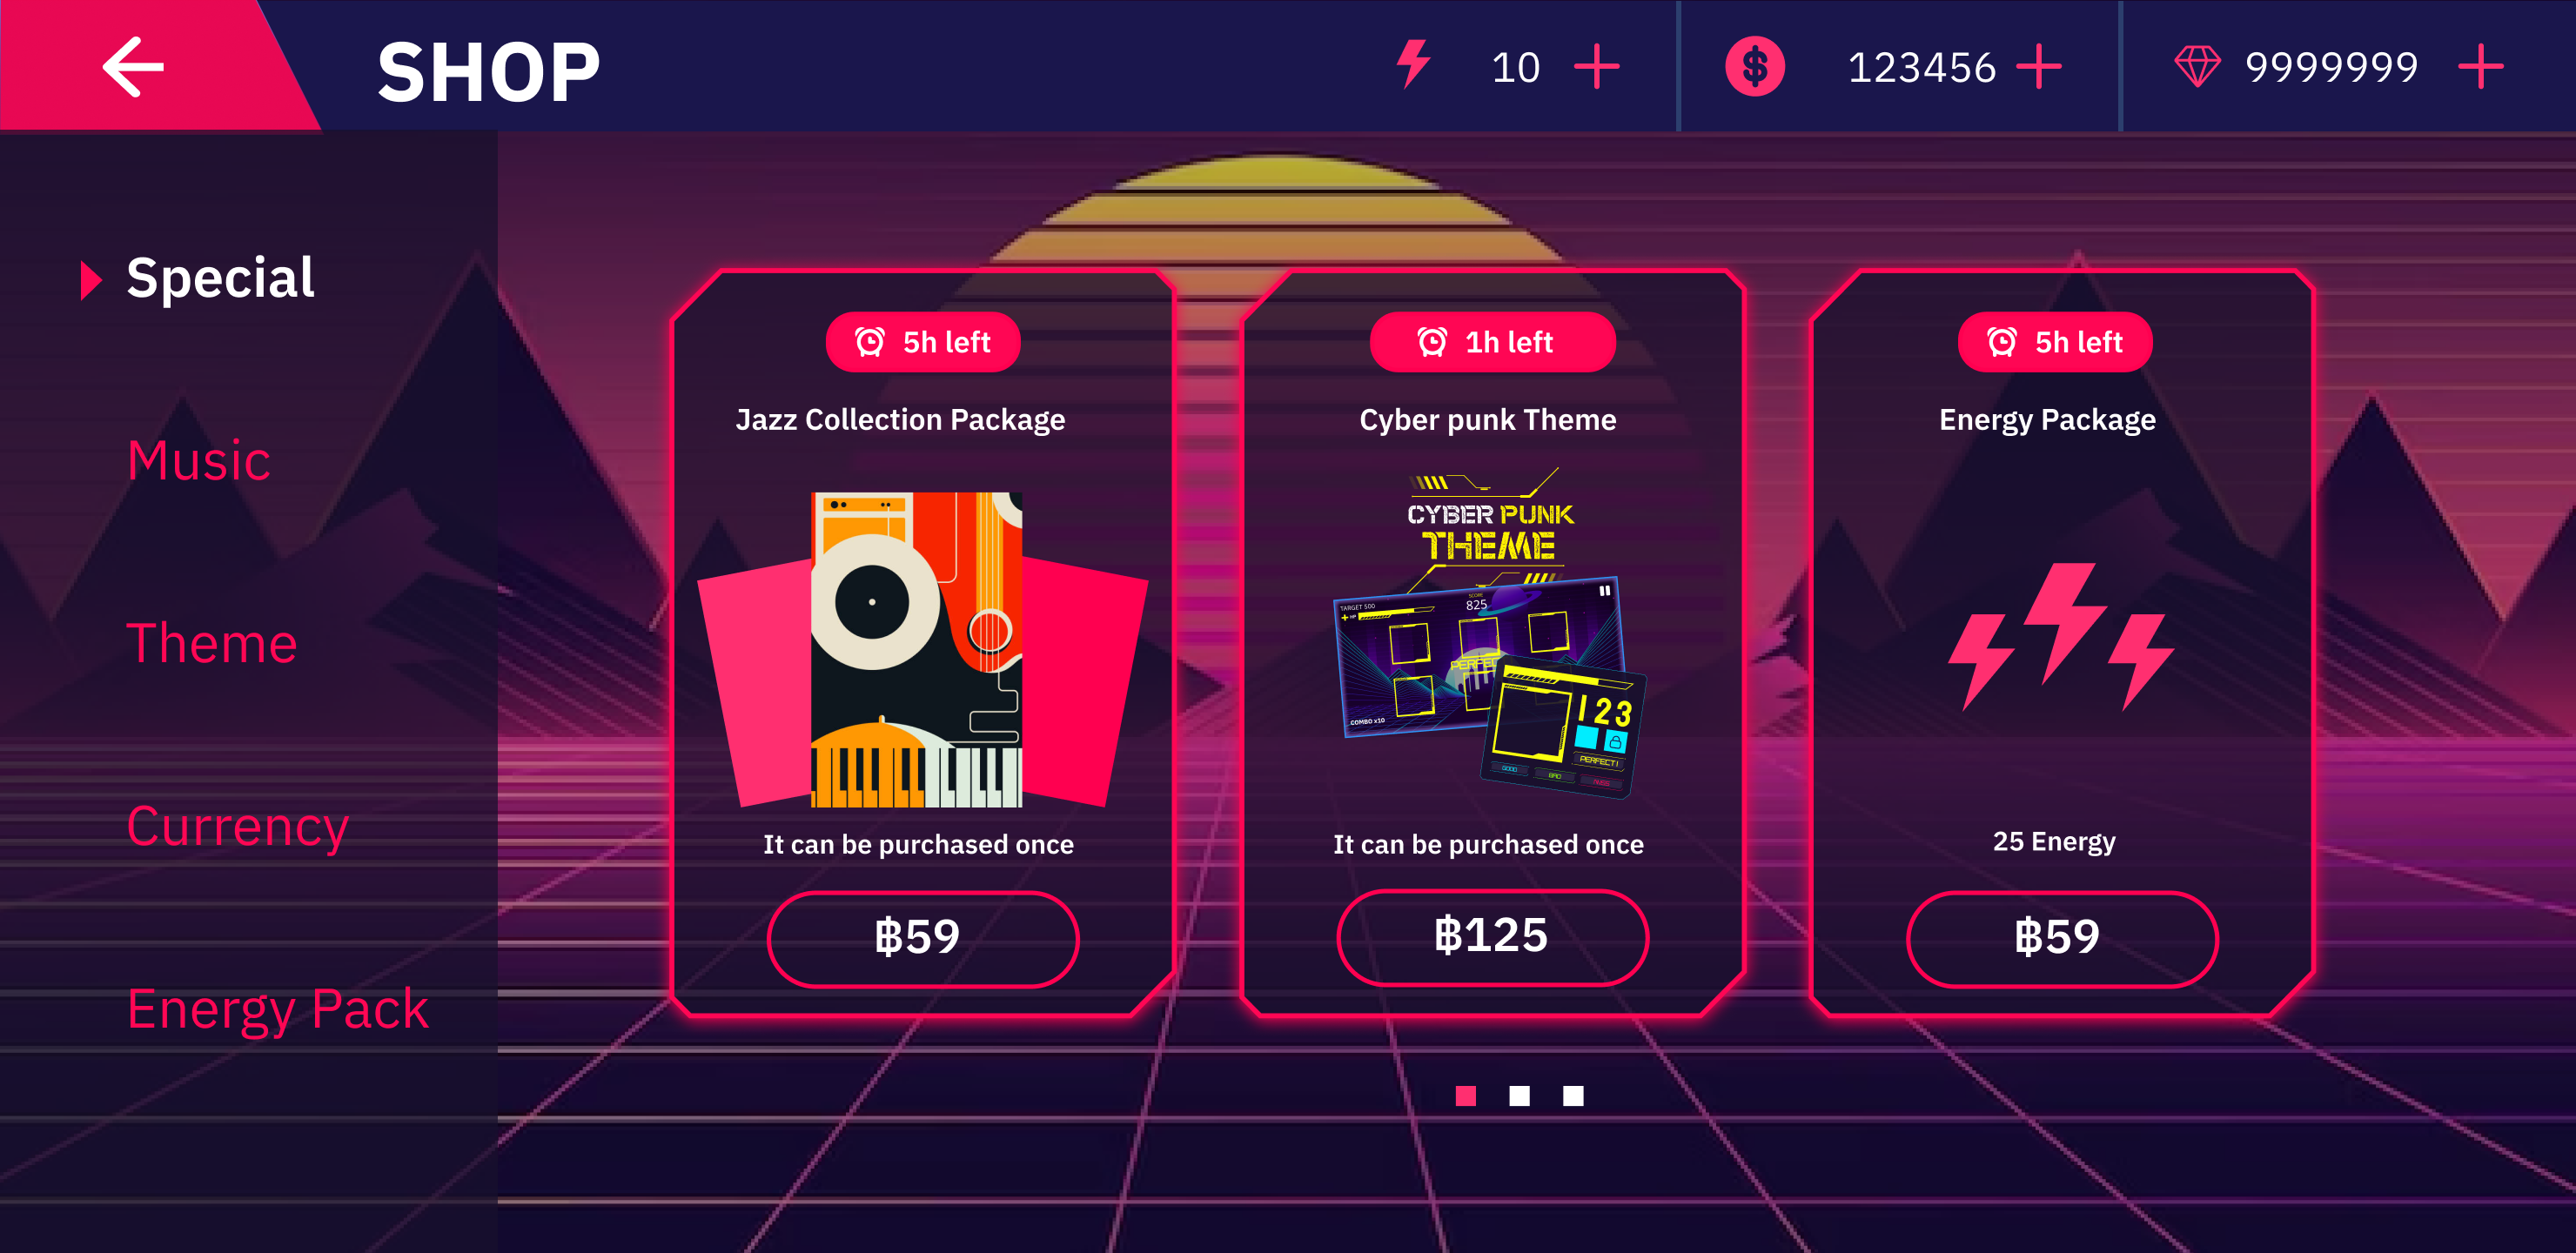 SHOP
10
123456
9999999
Special
Music
Theme
Currency
Energy Pack
5h left
Jazz Collection Package
It can be purchased once
฿59
1h left
Cyber punk Theme
CYBER PUNK
THEME
TARGET 500
SCORE
825
HP
PERFEC
COMBO x10
123
PERFECT!
GOOD
BAD
MISS
It can be purchased once
฿125
5h left
Energy Package
25 Energy
฿59